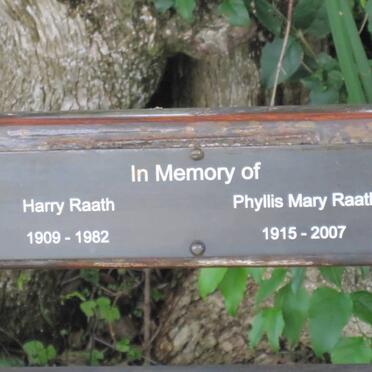 In Memory of
Harry Raath
1909 - 1982
Phyllis Mary Raath
1915 - 2007